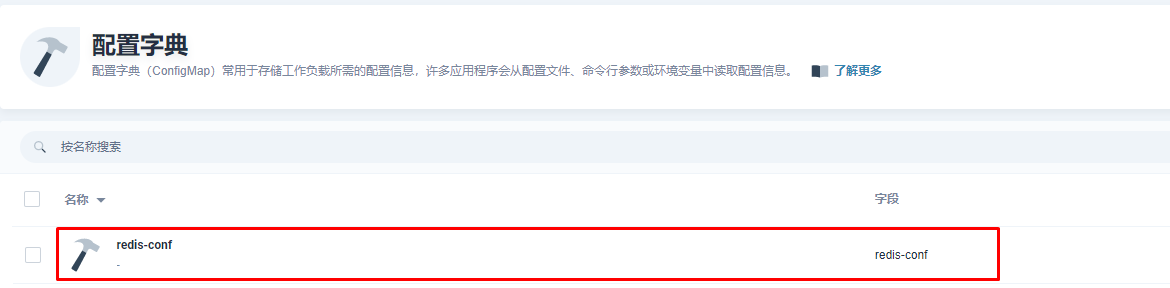 配置字典
配置字典（ConfigMap）常用于存储工作负载所需的配置信息，许多应用程序会从配置文件、命令行参数或环境变量中读取配置信息。 了解更多
按名称搜索
名称 字段
redis-conf
- redis-conf